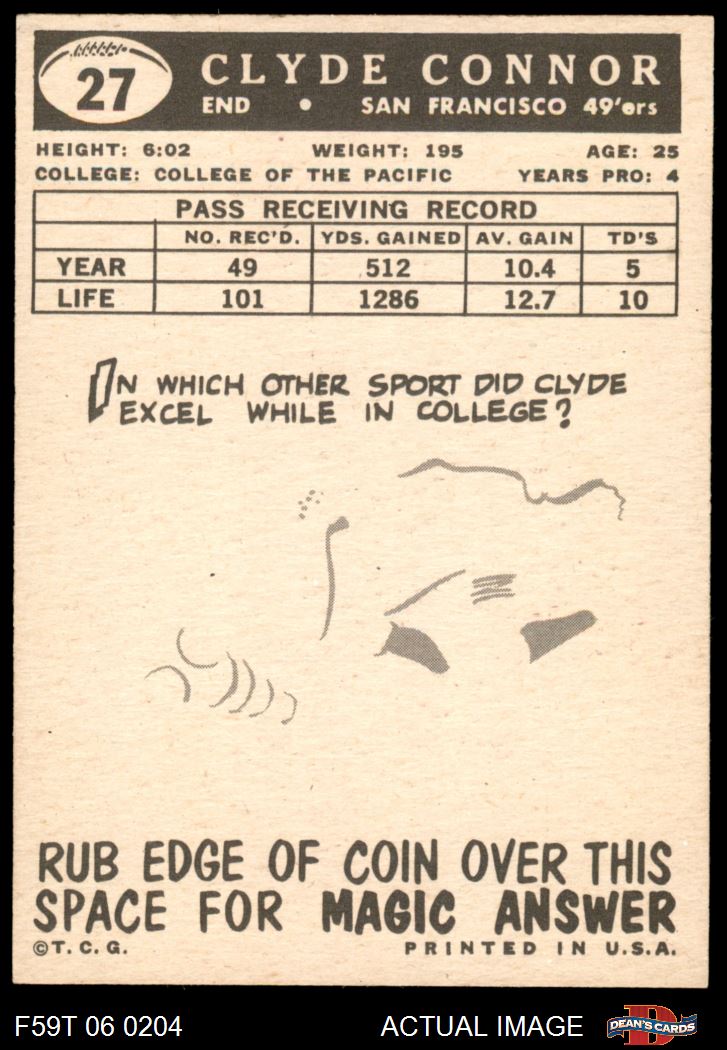 27
CLYDE CONNOR
END • SAN FRANCISCO 49'ers
HEIGHT: 6:02 WEIGHT: 195 AGE: 25
COLLEGE: COLLEGE OF THE PACIFIC YEARS PRO: 4
PASS RECEIVING RECORD
NO. REC'D. YDS. GAINED AV. GAIN TD'S
YEAR 49 512 10.4 5
LIFE 101 1286 12.7 10
IN WHICH OTHER SPORT DID CLYDE
EXCEL WHILE IN COLLEGE?
RUB EDGE OF COIN OVER THIS
SPACE FOR MAGIC ANSWER
©T. C. G. PRINTED IN U.S.A.
F59T 06 0204 ACTUAL IMAGE DEAN'S CARDS